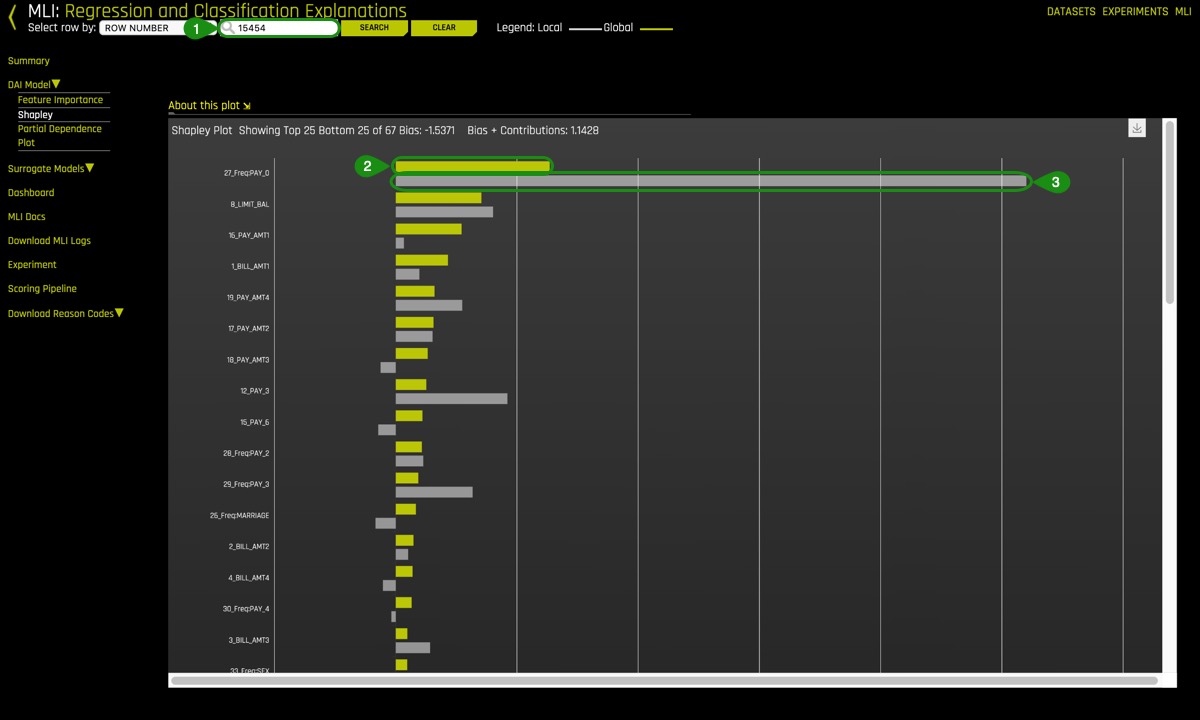 MLI: Regression and Classification Explanations
DATASETS EXPERIMENTS MLI
Select row by: ROW NUMBER 1 15454 SEARCH CLEAR Legend: Local Global
Summary
DAI Model
Feature Importance
Shapley
Partial Dependence
Plot
Surrogate Models
Dashboard
MLI Docs
Download MLI Logs
Experiment
Scoring Pipeline
Download Reason Codes
About this plot
Shapley Plot Showing Top 25 Bottom 25 of 67 Bias: -1.5371 Bias + Contributions: 1.1428
2
3
27_Freq:PAY_0
8_LIMIT_BAL
16_PAY_AMT1
1_BILL_AMT1
19_PAY_AMT4
17_PAY_AMT2
18_PAY_AMT3
12_PAY_3
15_PAY_6
28_Freq:PAY_2
29_Freq:PAY_3
25_Freq:MARRIAGE
2_BILL_AMT2
4_BILL_AMT4
30_Freq:PAY_4
3_BILL_AMT3
33_Freq:SEX